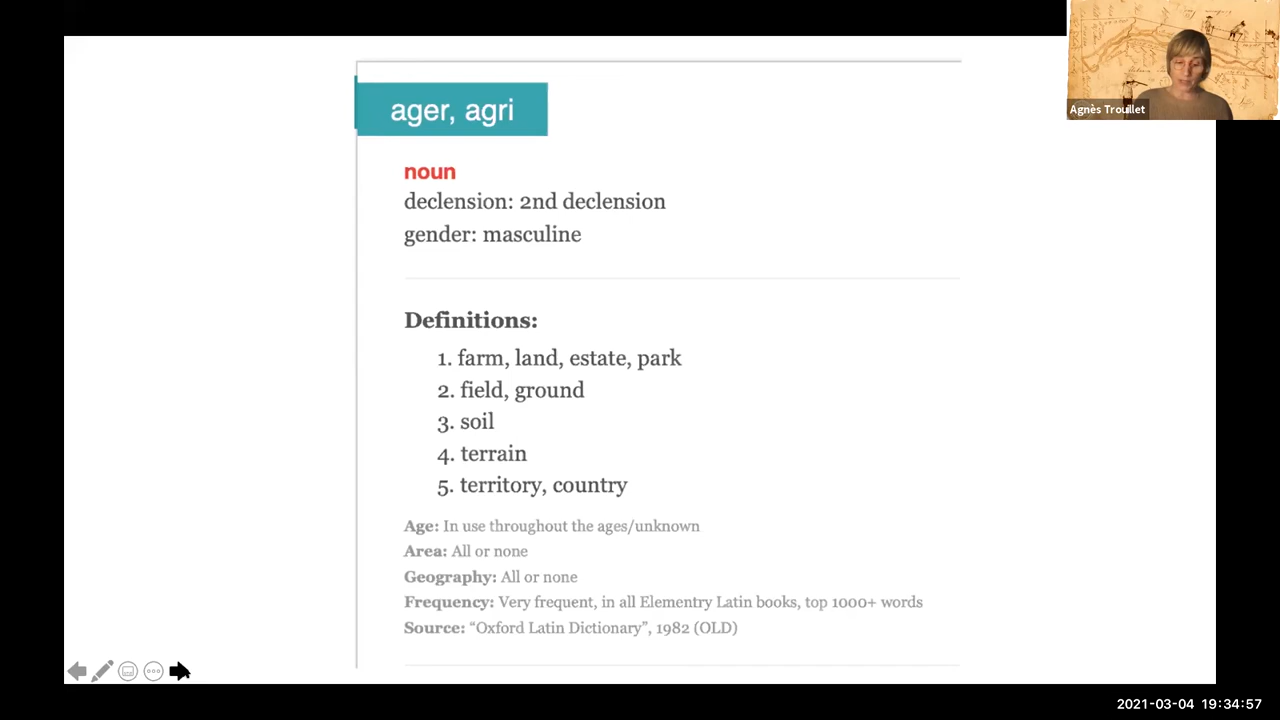 ager, agri
noun
declension: 2nd declension
gender: masculine
Definitions:
1. farm, land, estate, park
2. field, ground
3. soil
4. terrain
5. territory, country
Age: In use throughout the ages/unknown
Area: All or none
Geography: All or none
Frequency: Very frequent, in all Elementry Latin books, top 1000+ words
Source: “Oxford Latin Dictionary”, 1982 (OLD)
Agnès Trouillet
2021-03-04 19:34:57